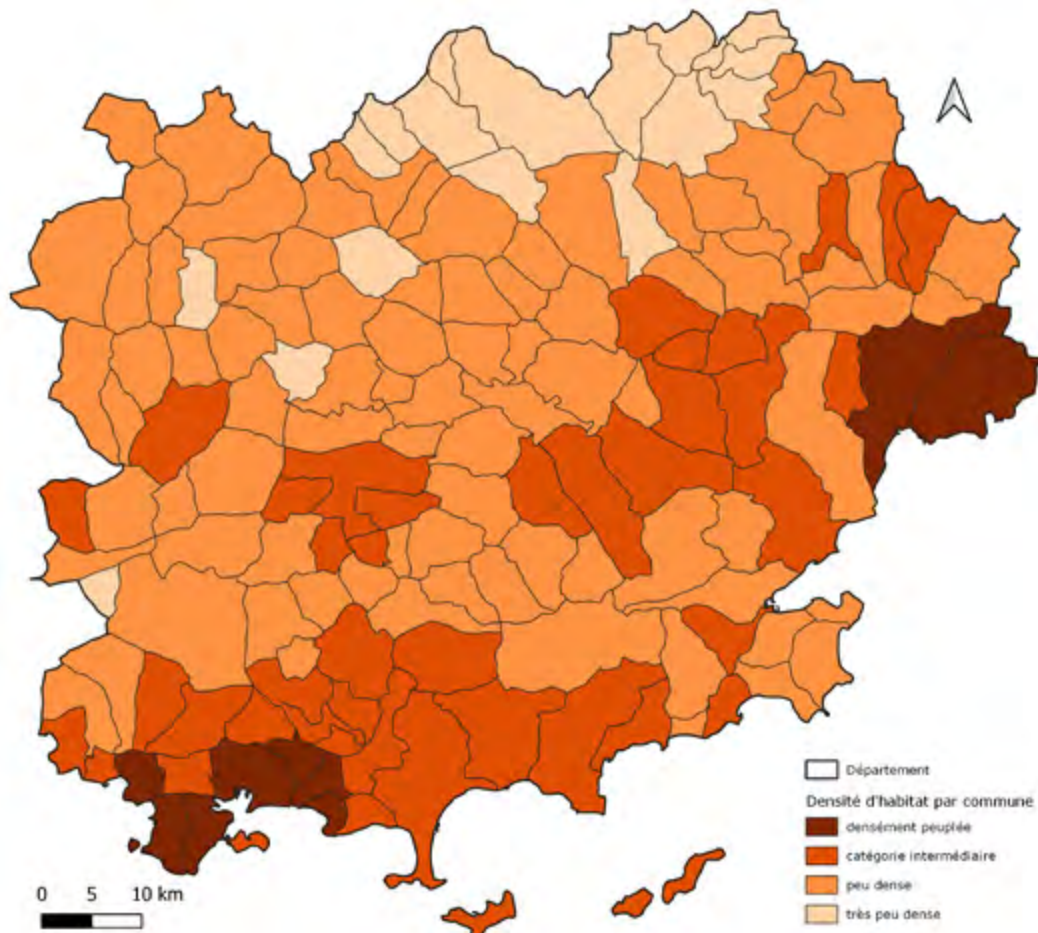 Département
Densité d'habitat par commune
densément peuplée
catégorie intermédiaire
peu dense
très peu dense
0 5 10 km